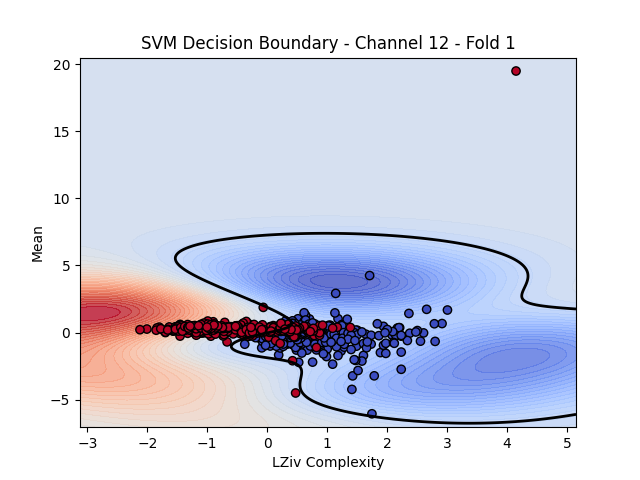 SVM Decision Boundary - Channel 12 - Fold 1
20
15
10
5
0
−5
Mean
−3 −2 −1 0 1 2 3 4 5
LZiv Complexity